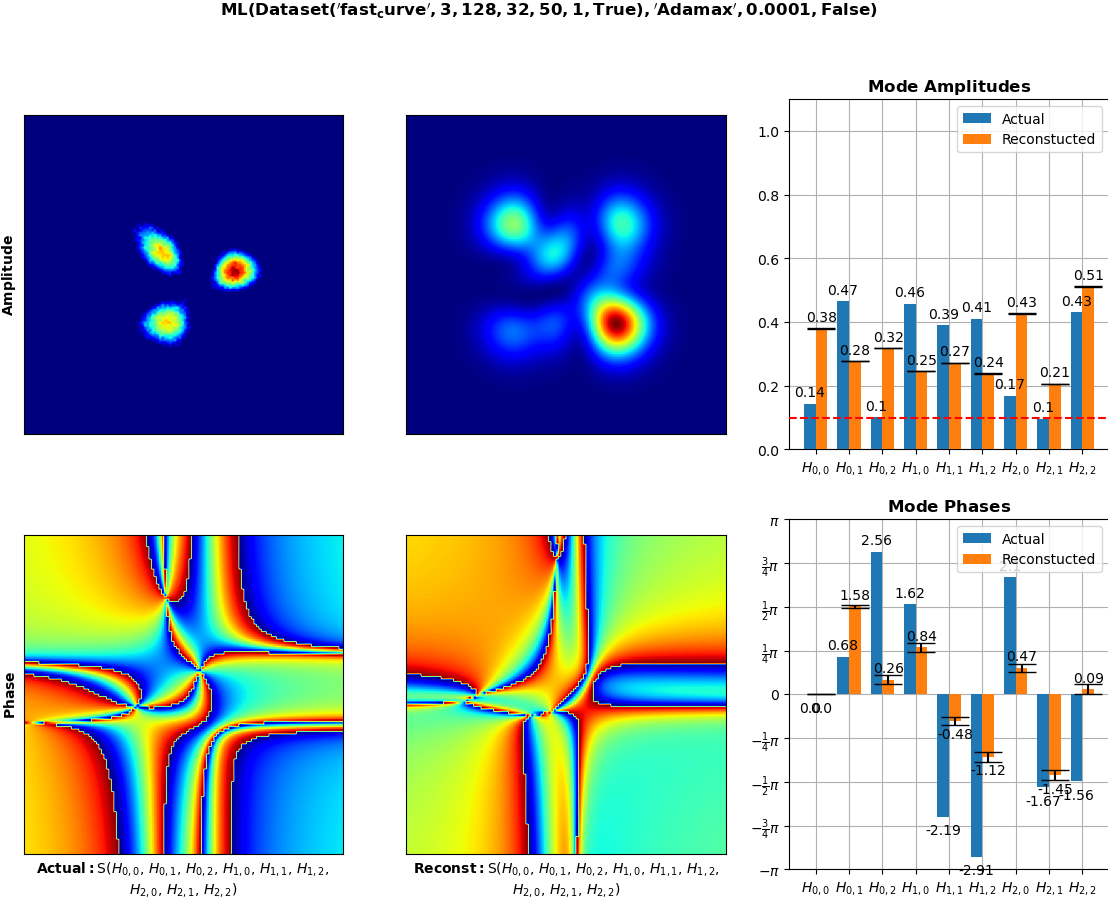 ML(Dataset('fast_curve', 3, 128, 32, 50, 1, True), 'Adamax', 0.0001, False)
Mode Amplitudes
Amplitude
Actual
Reconstucted
1.0
0.8
0.6
0.4
0.2
0.0
0.14
0.38
0.47
0.28
0.1
0.32
0.46
0.25
0.39
0.27
0.41
0.24
0.17
0.43
0.1
0.21
0.43
0.51
H0,0 H0,1 H0,2 H1,0 H1,1 H1,2 H2,0 H2,1 H2,2
Mode Phases
Phase
Actual
Reconstucted
π
3/4π
1/2π
1/4π
0
−1/4π
−1/2π
−3/4π
−π
0.0
0.0
0.68
1.58
2.56
0.26
1.62
0.84
-2.19
-0.48
-2.91
-1.12
2.1
0.47
-1.67
-1.45
-1.56
0.09
H0,0 H0,1 H0,2 H1,0 H1,1 H1,2 H2,0 H2,1 H2,2
Actual: S(H0,0, H0,1, H0,2, H1,0, H1,1, H1,2,
H2,0, H2,1, H2,2)
Reconst: S(H0,0, H0,1, H0,2, H1,0, H1,1, H1,2,
H2,0, H2,1, H2,2)